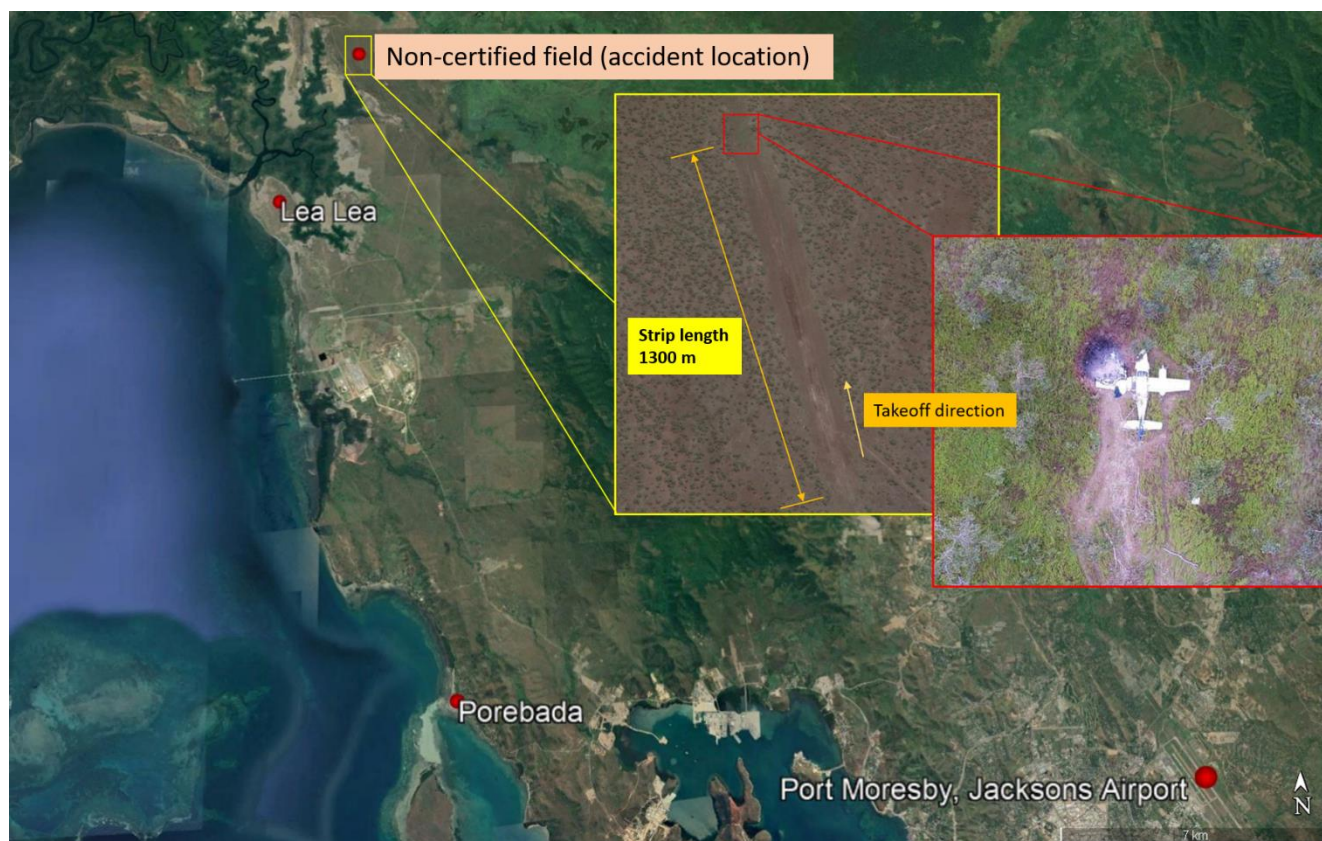 Non-certified field (accident location)
Lea Lea
Strip length
1300 m
Takeoff direction
Porebada
Port Moresby, Jacksons Airport
N
7 km